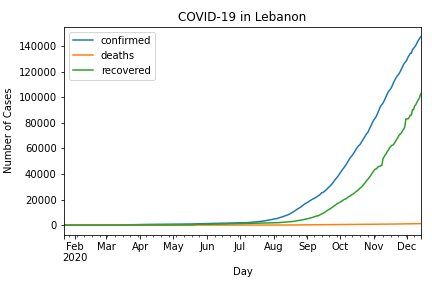 COVID-19 in Lebanon
confirmed
deaths
recovered
Number of Cases
140000
120000
100000
80000
60000
40000
20000
0
Feb Mar Apr May Jun Jul Aug Sep Oct Nov Dec
2020
Day